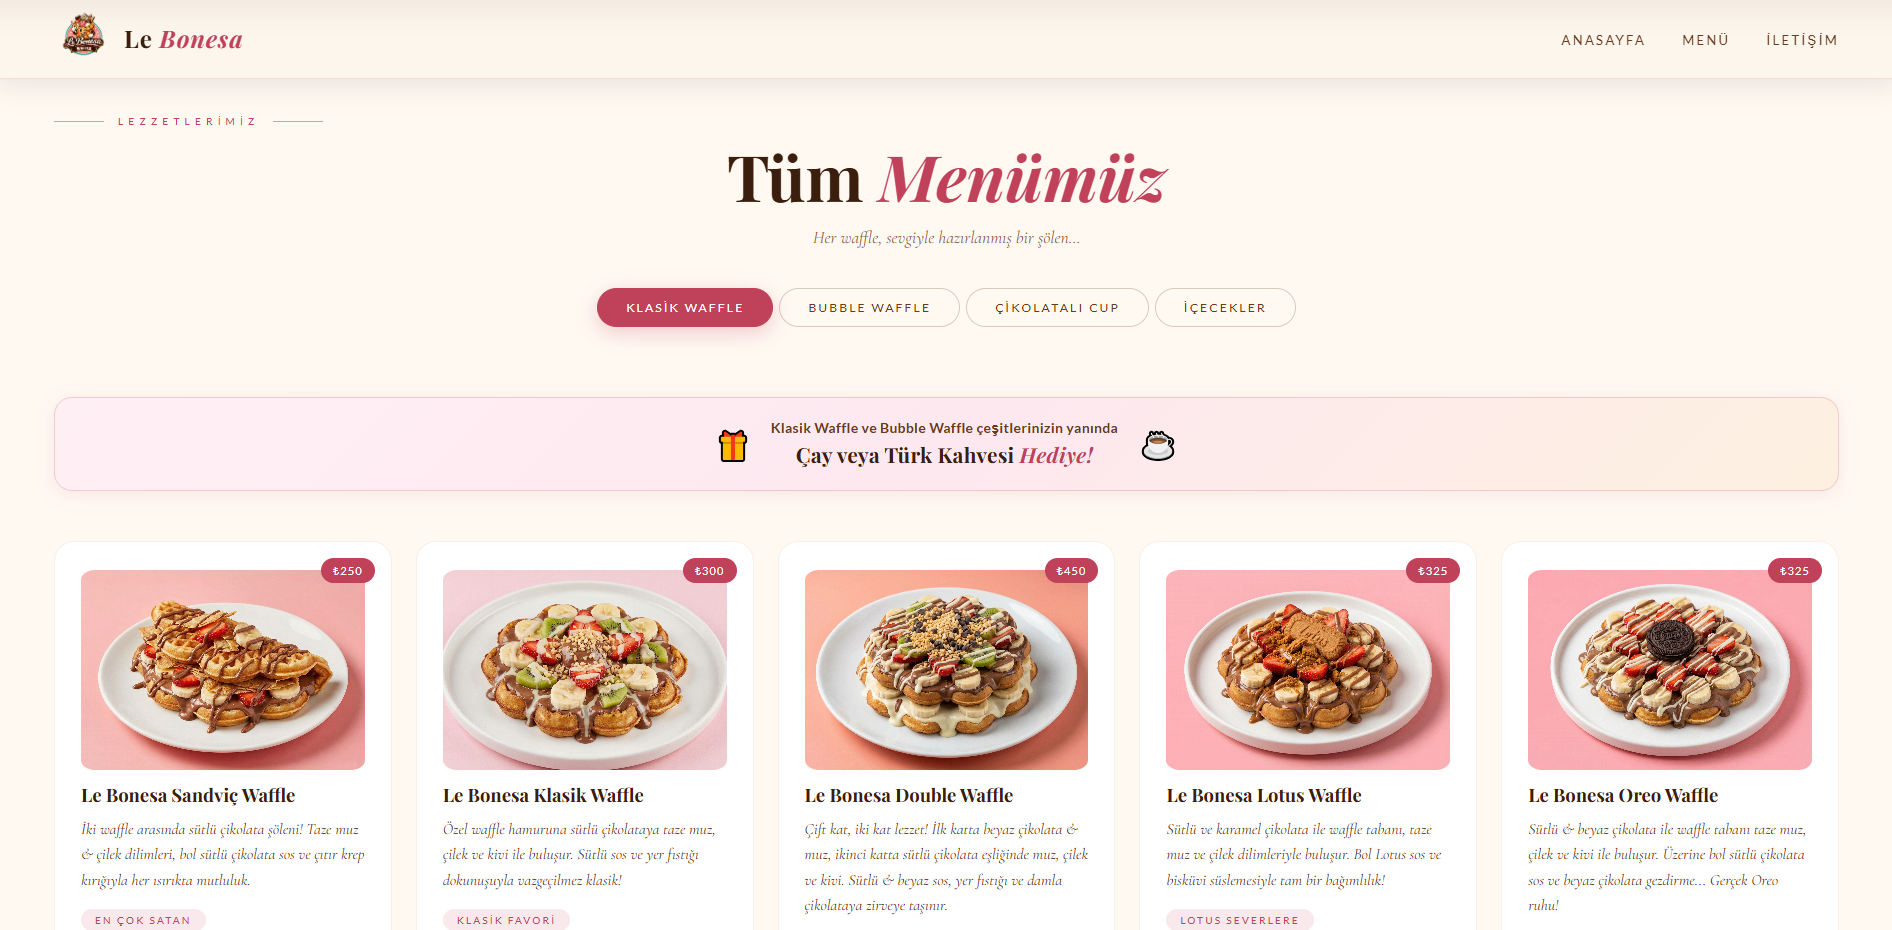 Le Bonesa
ANASAYFA
MENÜ
İLETİŞİM
LEZZETLERİMİZ
Tüm Menümüz
Her waffle, sevgiyle hazırlanmış bir şölen...
KLASİK WAFFLE
BUBBLE WAFFLE
ÇİKOLATALI CUP
İÇECEKLER
Klasik Waffle ve Bubble Waffle çeşitlerinizin yanında
Çay veya Türk Kahvesi Hediye!
₺250
Le Bonesa Sandviç Waffle
İki waffle arasında sütlü çikolata şöleni! Taze muz
& çilek dilimleri, bol sütlü çikolata sos ve çıtır krep
kırığıyla her ısırıkta mutluluk.
EN ÇOK SATAN
₺300
Le Bonesa Klasik Waffle
Özel waffle hamuruna sütlü çikolataya taze muz,
çilek ve kivi ile buluşur. Sütlü sos ve yer fıstığı
dokunuşuyla vazgeçilmez klasik!
KLASİK FAVORİ
₺450
Le Bonesa Double Waffle
Çift kat, iki kat lezzet! İlk katta beyaz çikolata &
muz, ikinci katta sütlü çikolata eşliğinde muz, çilek
ve kivi. Sütlü & beyaz sos, yer fıstığı ve damla
çikolataya zirveye taşınır.
₺325
Le Bonesa Lotus Waffle
Sütlü ve karamel çikolata ile waffle tabanı, taze
muz ve çilek dilimleriyle buluşur. Bol Lotus sos ve
bisküvi süslemesiyle tam bir bağımlılık!
LOTUS SEVERLERE
₺325
Le Bonesa Oreo Waffle
Sütlü & beyaz çikolata ile waffle tabanı taze muz,
çilek ve kivi ile buluşur. Üzerine bol sütlü çikolata
sos ve beyaz çikolata gezdirme... Gerçek Oreo
ruhu!